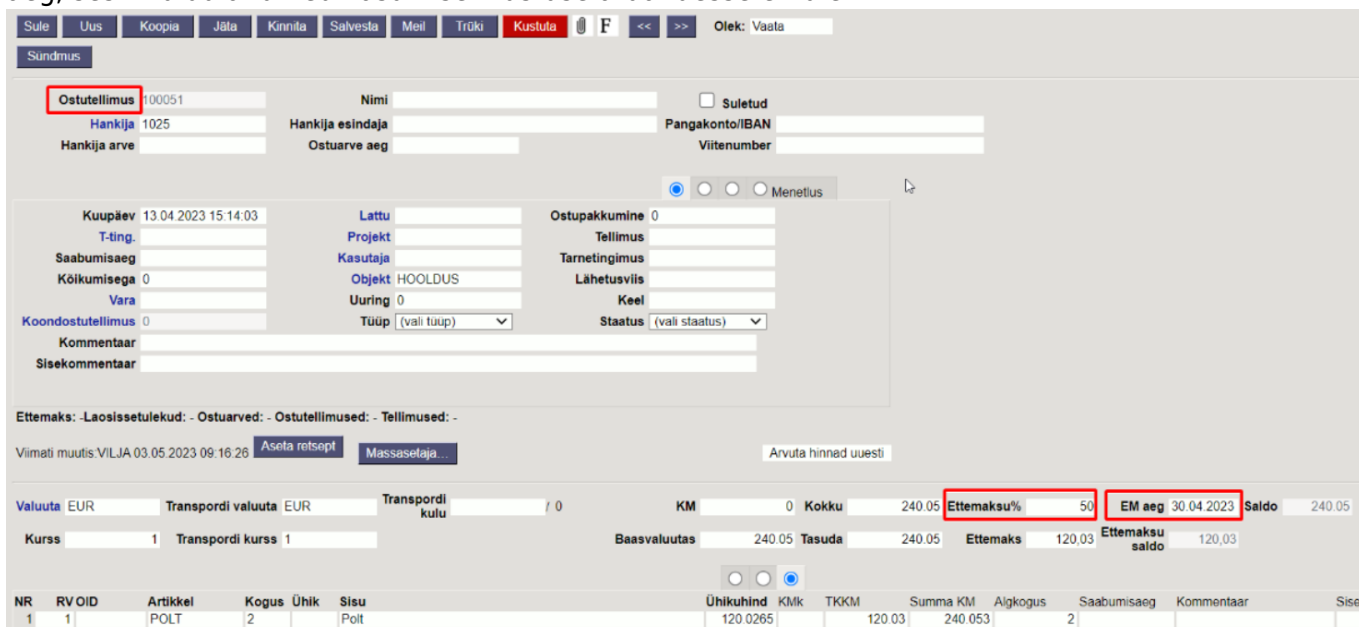 Sule Uus Koopia Jäta Kinnita Salvesta Meil Trüki Kustuta F << >> Olek: Vaata
Sündmus
Ostutellimus 100051 Nimi Suletud
Hankija 1025 Hankija esindaja Pangakonto/IBAN
Hankija arve Ostuarve aeg Viitenumber
Menetlus
Kuupäev 13.04.2023 15:14:03 Lattu Ostupakkumine 0
T-ting. Projekt Tellimus
Saabumisaeg Kasutaja Tarnetingimus
Kõikumisega 0 Objekt HOOLDUS Lähetusviis
Vara Uuring 0 Keel
Koondostutellimus 0 Tüüp (vali tüüp) Staatus (vali staatus)
Kommentaar
Sisekommentaar
Ettemaks: -Laosissetulekud: - Ostuarved: - Ostutellimused: - Tellimused: -
Viimati muutis:VILJA 03.05.2023 09:16:26 Aseta retsept Massasetaja... Arvuta hinnad uuesti
Valuuta EUR Transpordi valuuta EUR Transpordi kulu / 0 KM 0 Kokku 240.05 Ettemaksu% 50 EM aeg 30.04.2023 Saldo 240.05
Kurss 1 Transpordi kurss 1 Baasvaluutas 240.05 Tasuda 240.05 Ettemaks 120,03 Ettemaksu saldo 120,03
NR RV OID Artikkel Kogus Ühik Sisu Ühikuhind KMk TKKM Summa KM Algkogus Saabumisaeg Kommentaar Sise
1 1 POLT 2 Polt 120.0265 120.03 240.053 2